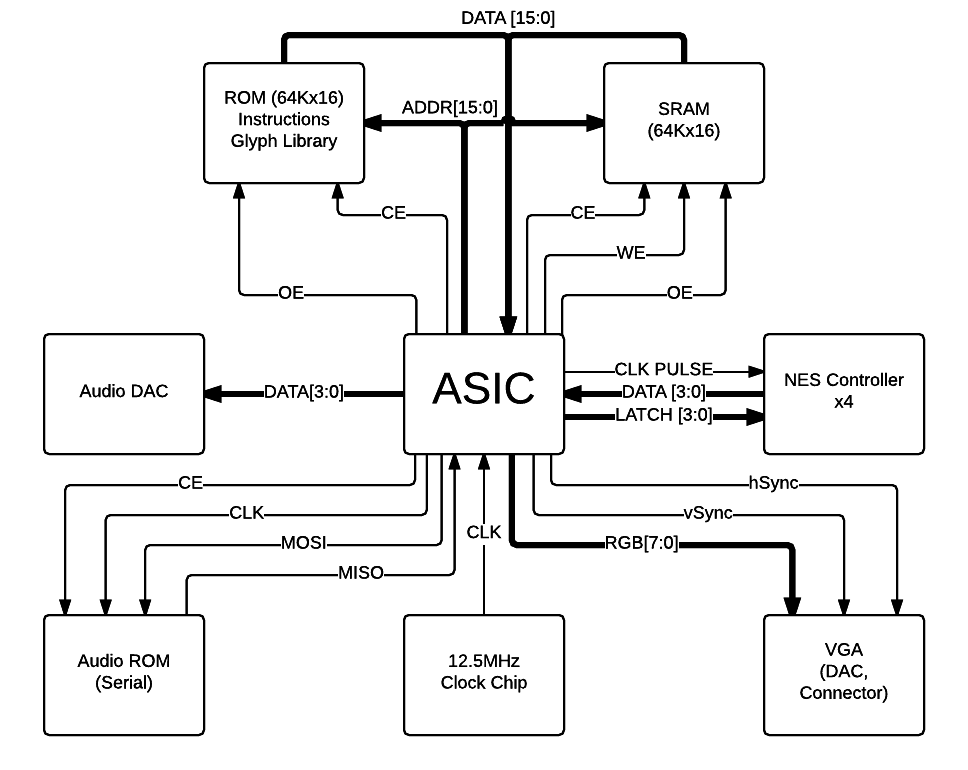 DATA [15:0]
ROM (64Kx16)
Instructions
Glyph Library
ADDR[15:0]
SRAM
(64Kx16)
CE
CE
WE
OE
OE
Audio DAC
DATA[3:0]
ASIC
CLK PULSE
DATA [3:0]
LATCH [3:0]
NES Controller
x4
CE
CLK
MOSI
MISO
CLK
hSync
vSync
RGB[7:0]
Audio ROM
(Serial)
12.5MHz
Clock Chip
VGA
(DAC,
Connector)